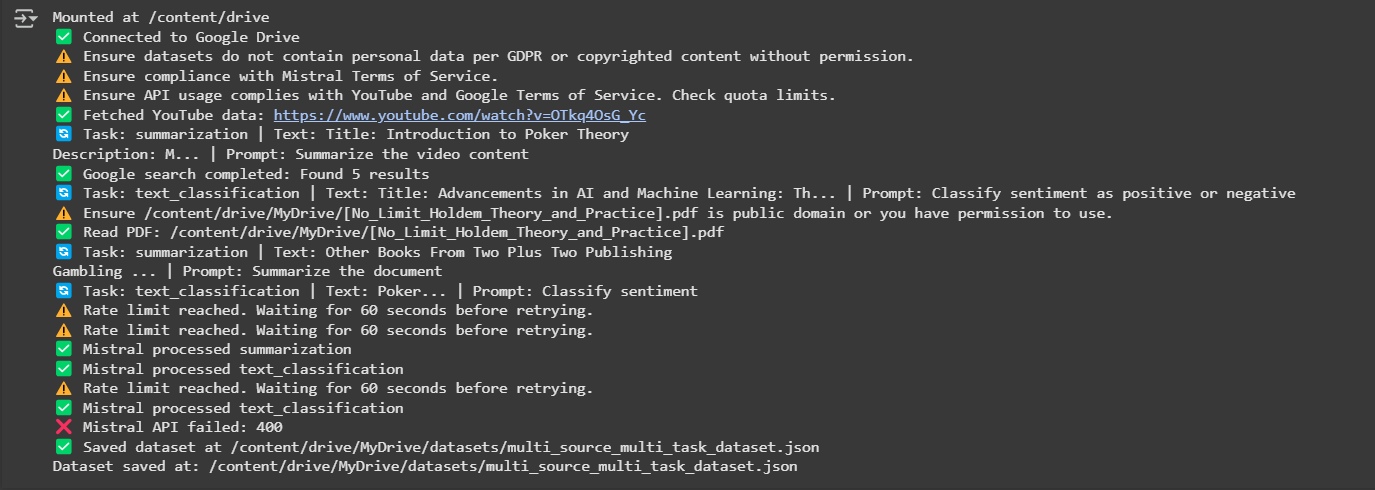 Mounted at /content/drive
✅ Connected to Google Drive
⚠️ Ensure datasets do not contain personal data per GDPR or copyrighted content without permission.
⚠️ Ensure compliance with Mistral Terms of Service.
⚠️ Ensure API usage complies with YouTube and Google Terms of Service. Check quota limits.
✅ Fetched YouTube data: https://www.youtube.com/watch?v=OTkq4OsG_Yc
🔄 Task: summarization | Text: Title: Introduction to Poker Theory
Description: M... | Prompt: Summarize the video content
✅ Google search completed: Found 5 results
🔄 Task: text_classification | Text: Title: Advancements in AI and Machine Learning: Th... | Prompt: Classify sentiment as positive or negative
⚠️ Ensure /content/drive/MyDrive/[No_Limit_Holdem_Theory_and_Practice].pdf is public domain or you have permission to use.
✅ Read PDF: /content/drive/MyDrive/[No_Limit_Holdem_Theory_and_Practice].pdf
🔄 Task: summarization | Text: Other Books From Two Plus Two Publishing
Gambling ... | Prompt: Summarize the document
🔄 Task: text_classification | Text: Poker... | Prompt: Classify sentiment
⚠️ Rate limit reached. Waiting for 60 seconds before retrying.
⚠️ Rate limit reached. Waiting for 60 seconds before retrying.
✅ Mistral processed summarization
✅ Mistral processed text_classification
⚠️ Rate limit reached. Waiting for 60 seconds before retrying.
✅ Mistral processed text_classification
❌ Mistral API failed: 400
✅ Saved dataset at /content/drive/MyDrive/datasets/multi_source_multi_task_dataset.json
Dataset saved at: /content/drive/MyDrive/datasets/multi_source_multi_task_dataset.json